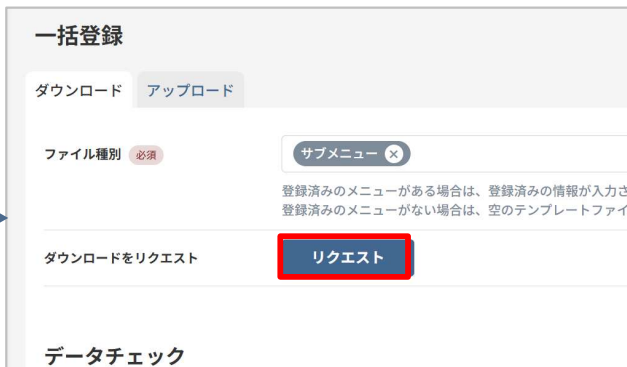 一括登録
ダウンロード アップロード
ファイル種別 必須 サブメニュー
登録済みのメニューがある場合は、登録済みの情報が入力さ
登録済みのメニューがない場合は、空のテンプレートファイ
ダウンロードをリクエスト リクエスト
データチェック